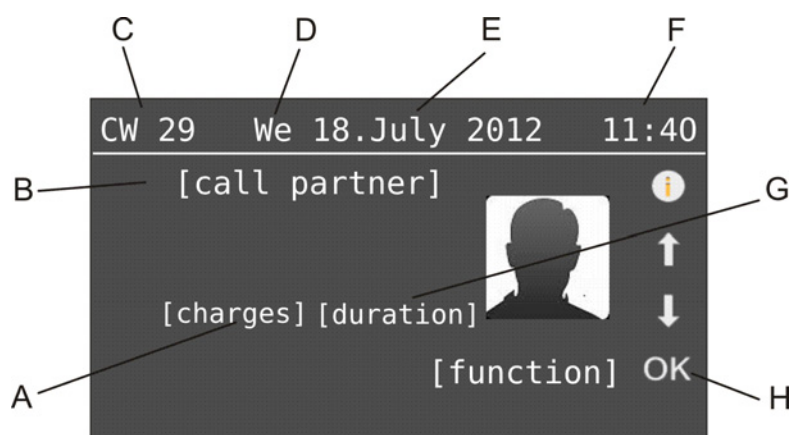 C D E F
CW 29 We 18.July 2012 11:40
B [call partner] i G
[charges] [duration]
[function] OK
A H